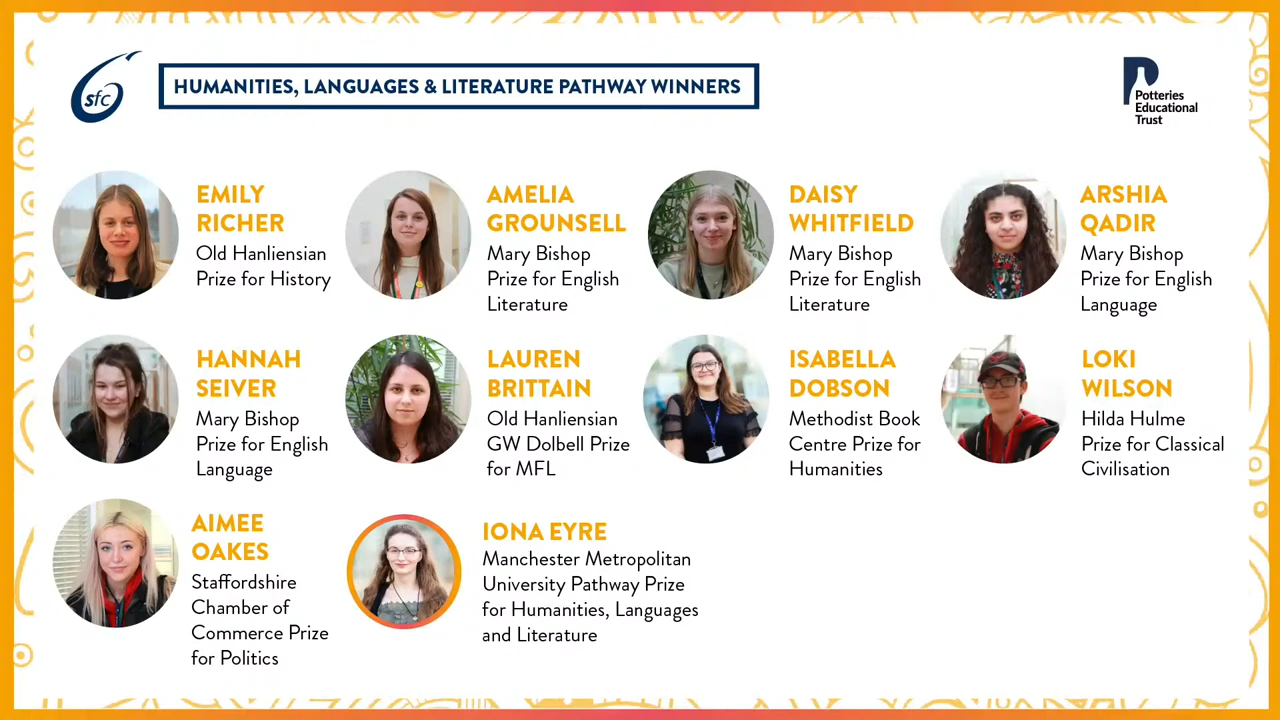 sfc
HUMANITIES, LANGUAGES & LITERATURE PATHWAY WINNERS
Potteries
Educational
Trust
EMILY
RICHER
Old Hanliensian
Prize for History
AMELIA
GROUNSELL
Mary Bishop
Prize for English
Literature
DAISY
WHITFIELD
Mary Bishop
Prize for English
Literature
ARSHIA
QADIR
Mary Bishop
Prize for English
Language
HANNAH
SEIVER
Mary Bishop
Prize for English
Language
LAUREN
BRITTAIN
Old Hanliensian
GW Dolbell Prize
for MFL
ISABELLA
DOBSON
Methodist Book
Centre Prize for
Humanities
LOKI
WILSON
Hilda Hulme
Prize for Classical
Civilisation
AIMEE
OAKES
Staffordshire
Chamber of
Commerce Prize
for Politics
IONA EYRE
Manchester Metropolitan
University Pathway Prize
for Humanities, Languages
and Literature